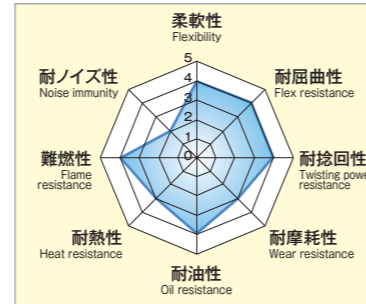 柔軟性
Flexibility
5
4
3
2
1
0
耐ノイズ性
Noise immunity
耐屈曲性
Flex resistance
難燃性
Flame
resistance
耐捻回性
Twisting power
resistance
耐熱性
Heat resistance
耐摩耗性
Wear resistance
耐油性
Oil resistance